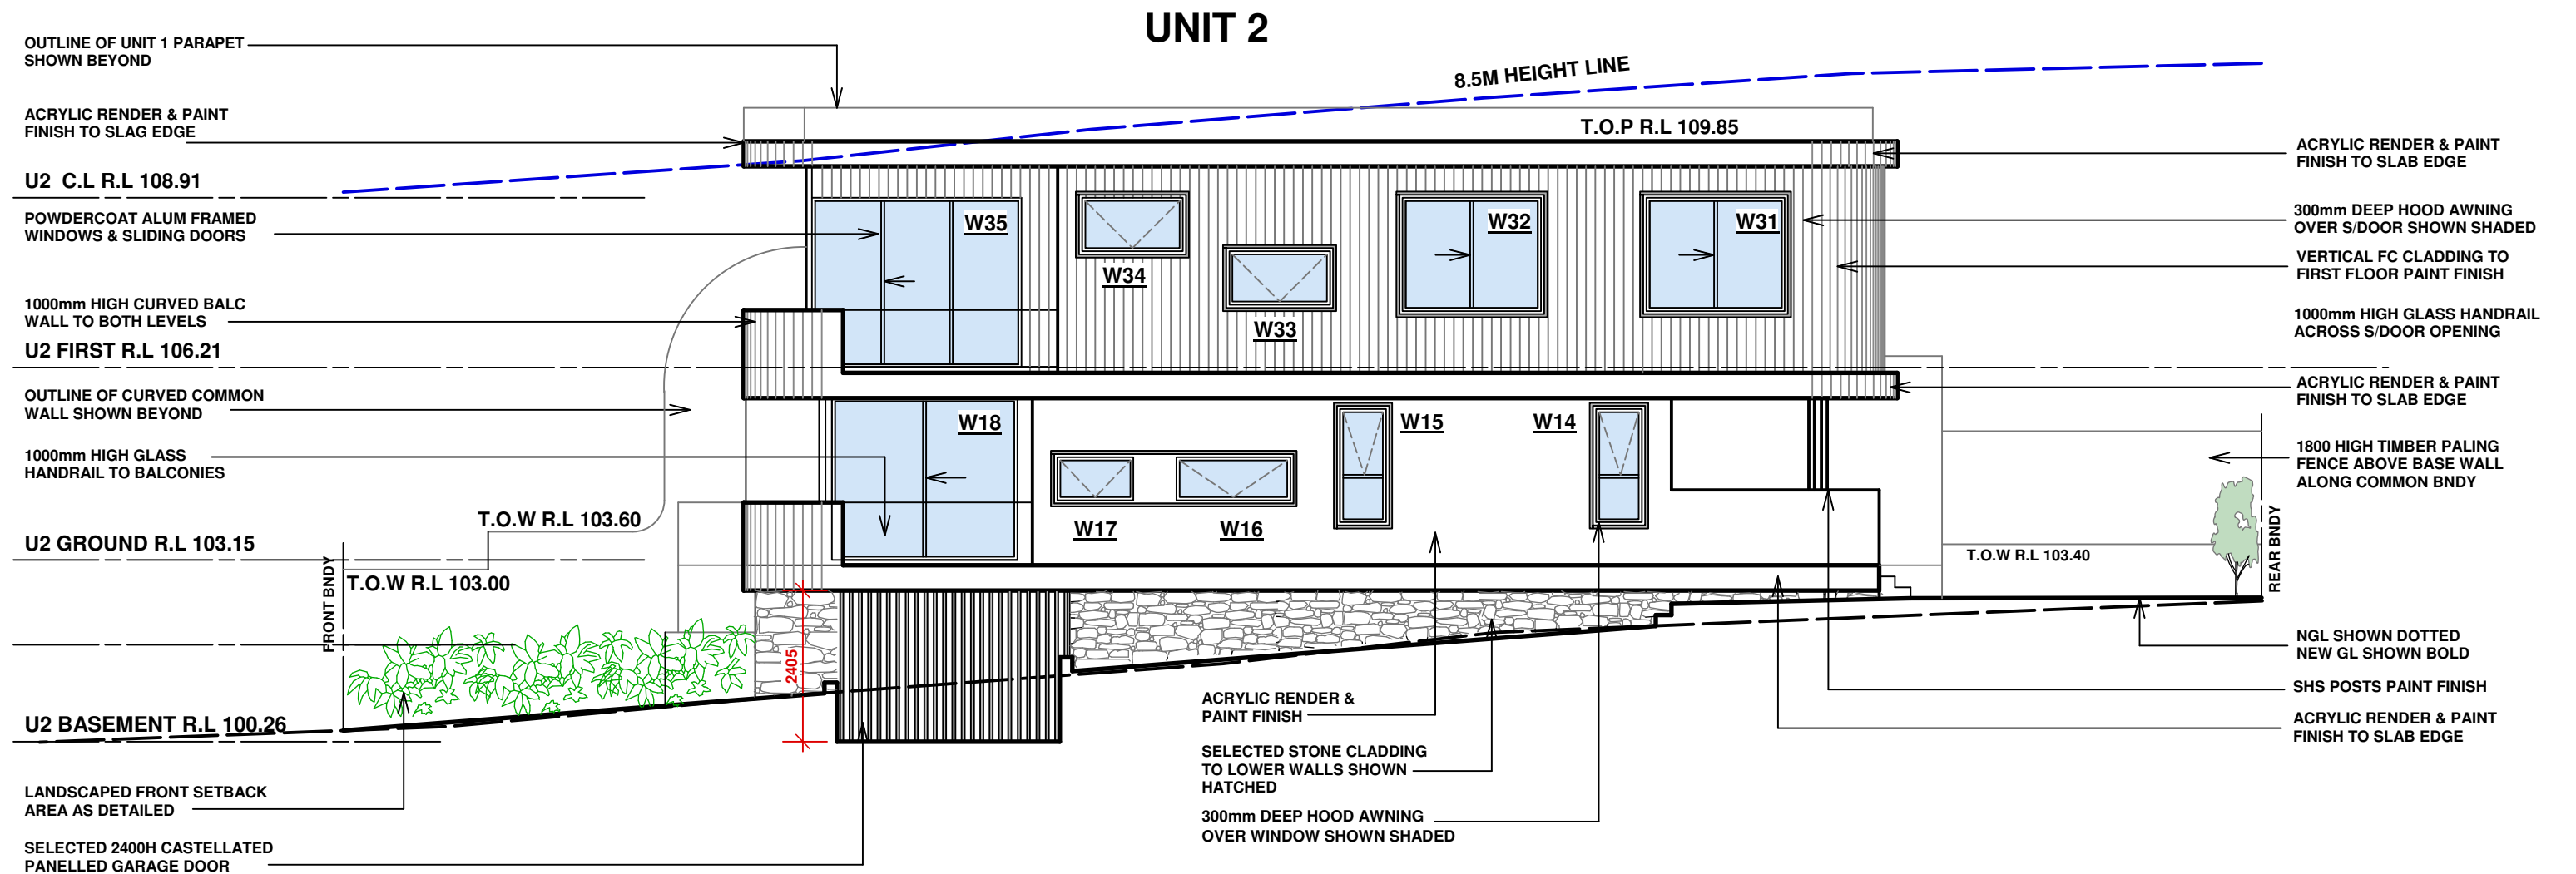 UNIT 2
OUTLINE OF UNIT 1 PARAPET
SHOWN BEYOND
ACRYLIC RENDER & PAINT
FINISH TO SLAG EDGE
U2 C.L R.L 108.91
POWDERCOAT ALUM FRAMED
WINDOWS & SLIDING DOORS
1000mm HIGH CURVED BALC
WALL TO BOTH LEVELS
U2 FIRST R.L 106.21
OUTLINE OF CURVED COMMON
WALL SHOWN BEYOND
1000mm HIGH GLASS
HANDRAIL TO BALCONIES
U2 GROUND R.L 103.15
U2 BASEMENT R.L 100.26
LANDSCAPED FRONT SETBACK
AREA AS DETAILED
SELECTED 2400H CASTELLATED
PANELLED GARAGE DOOR
FRONT BNDY
T.O.W R.L 103.60
T.O.W R.L 103.00
8.5M HEIGHT LINE
T.O.P R.L 109.85
W35
W34
W33
W32
W31
W18
W17
W16
W15
W14
2405
ACRYLIC RENDER &
PAINT FINISH
SELECTED STONE CLADDING
TO LOWER WALLS SHOWN
HATCHED
300mm DEEP HOOD AWNING
OVER WINDOW SHOWN SHADED
T.O.W R.L 103.40
REAR BNDY
ACRYLIC RENDER & PAINT
FINISH TO SLAB EDGE
300mm DEEP HOOD AWNING
OVER S/DOOR SHOWN SHADED
VERTICAL FC CLADDING TO
FIRST FLOOR PAINT FINISH
1000mm HIGH GLASS HANDRAIL
ACROSS S/DOOR OPENING
ACRYLIC RENDER & PAINT
FINISH TO SLAB EDGE
1800 HIGH TIMBER PALING
FENCE ABOVE BASE WALL
ALONG COMMON BNDY
NGL SHOWN DOTTED
NEW GL SHOWN BOLD
SHS POSTS PAINT FINISH
ACRYLIC RENDER & PAINT
FINISH TO SLAB EDGE